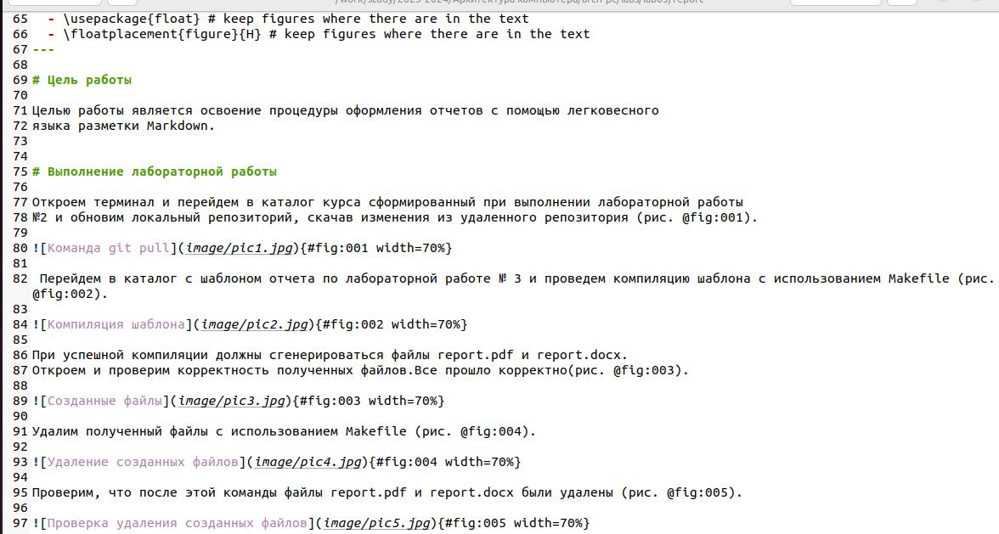 /work/study/2023-2024/Архитектура компьютера/arch-pc/labs/lab03/report
65 - \usepackage{float} # keep figures where there are in the text
66 - \floatplacement{figure}{H} # keep figures where there are in the text
67 ---
68
69 # Цель работы
70
71 Целью работы является освоение процедуры оформления отчетов с помощью легковесного
72 языка разметки Markdown.
73
74
75 # Выполнение лабораторной работы
76
77 Откроем терминал и перейдем в каталог курса сформированный при выполнении лабораторной работы
78 №2 и обновим локальный репозиторий, скачав изменения из удаленного репозитория (рис. @fig:001).
79
80 ![Команда git pull](image/pic1.jpg){#fig:001 width=70%}
81
82 Перейдем в каталог с шаблоном отчета по лабораторной работе № 3 и проведем компиляцию шаблона с использованием Makefile (рис.
@fig:002).
83
84 ![Компиляция шаблона](image/pic2.jpg){#fig:002 width=70%}
85
86 При успешной компиляции должны сгенерироваться файлы report.pdf и report.docx.
87 Откроем и проверим корректность полученных файлов.Все прошло корректно(рис. @fig:003).
88
89 ![Созданные файлы](image/pic3.jpg){#fig:003 width=70%}
90
91 Удалим полученный файлы с использованием Makefile (рис. @fig:004).
92
93 ![Удаление созданных файлов](image/pic4.jpg){#fig:004 width=70%}
94
95 Проверим, что после этой команды файлы report.pdf и report.docx были удалены (рис. @fig:005).
96
97 ![Проверка удаления созданных файлов](image/pic5.jpg){#fig:005 width=70%}